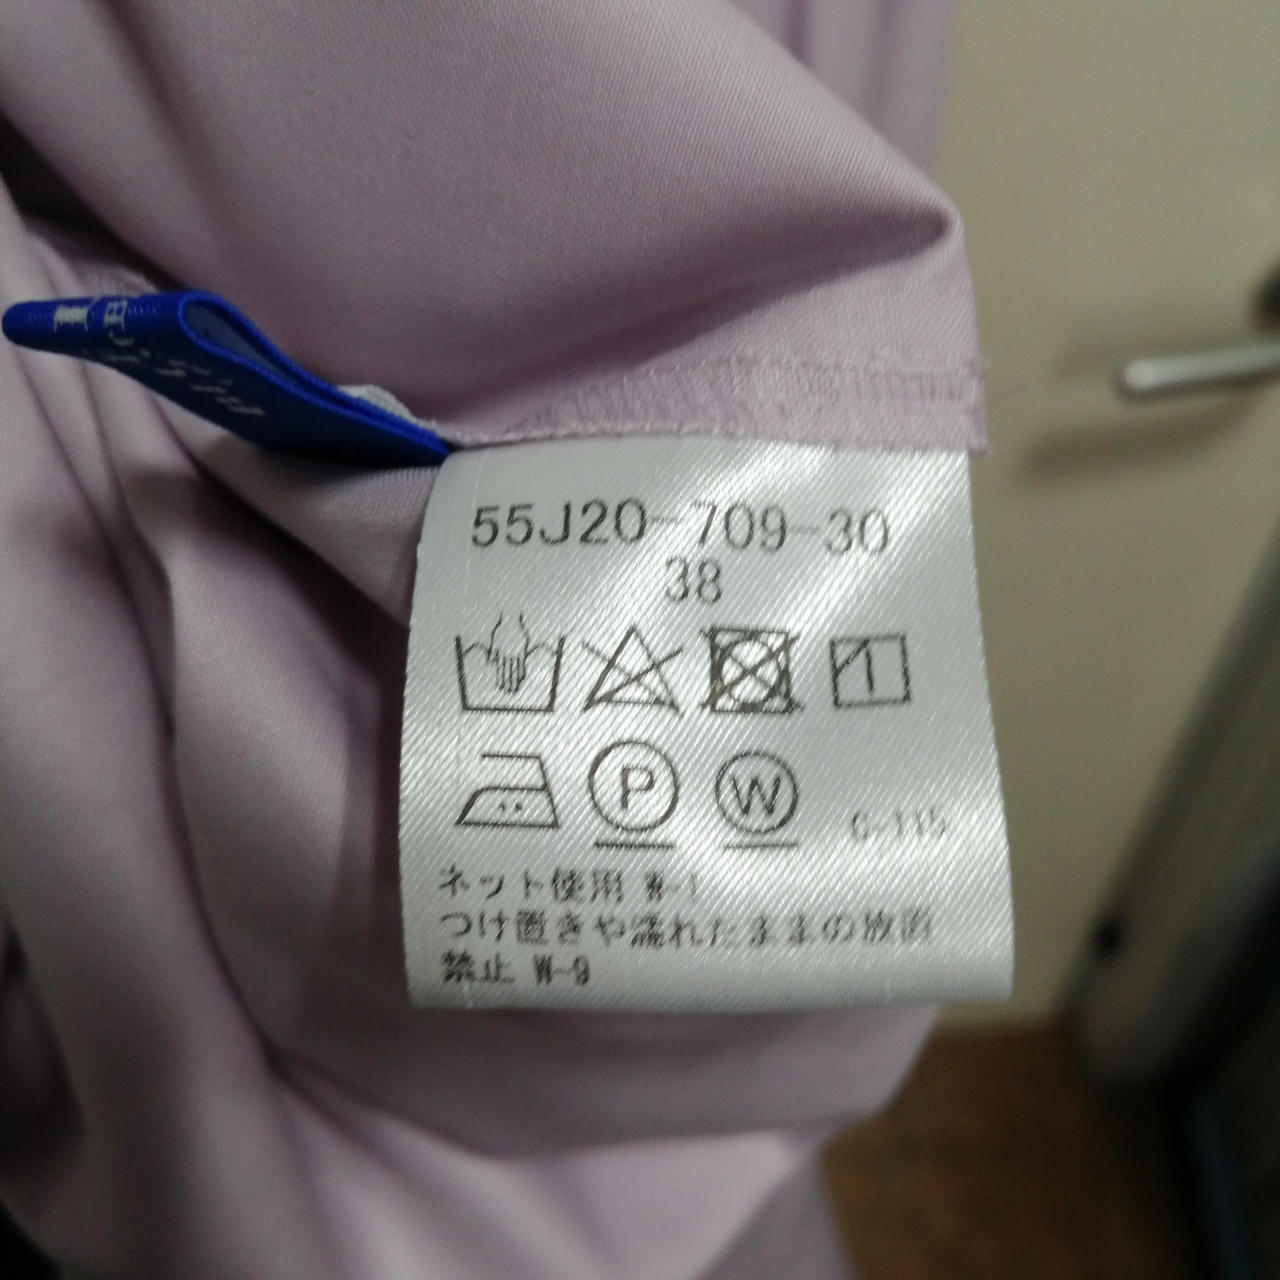 55J20-709-30
38
P W C-115
ネット使用 W-1
つけ置きや濡れたままの放置
禁止 W-9